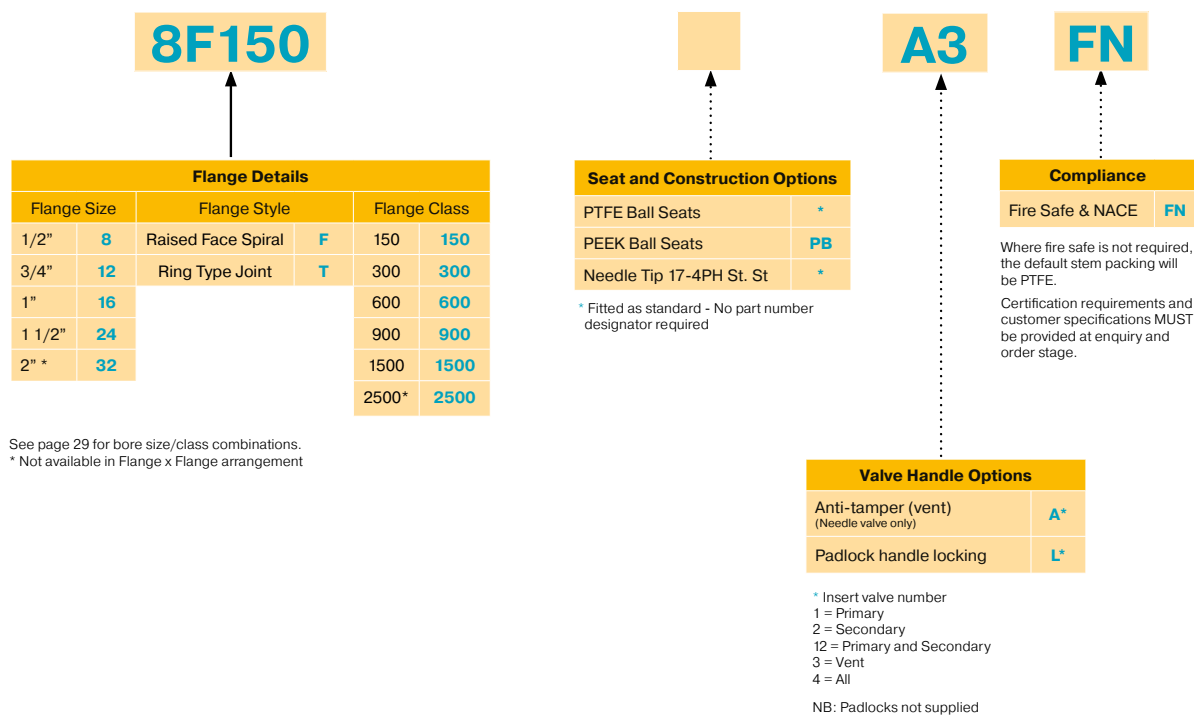 8F150
A3
FN
Flange Details
Flange Size Flange Style Flange Class
1/2” 8 Raised Face Spiral F 150 150
3/4” 12 Ring Type Joint T 300 300
1” 16 600 600
1 1/2” 24 900 900
2” * 32 1500 1500
2500* 2500
See page 29 for bore size/class combinations.
* Not available in Flange x Flange arrangement
Seat and Construction Options
PTFE Ball Seats *
PEEK Ball Seats PB
Needle Tip 17-4PH St. St *
* Fitted as standard - No part number
designator required
Compliance
Fire Safe & NACE FN
Where fire safe is not required,
the default stem packing will
be PTFE.
Certification requirements and
customer specifications MUST
be provided at enquiry and
order stage.
Valve Handle Options
Anti-tamper (vent) A*
(Needle valve only)
Padlock handle locking L*
* Insert valve number
1 = Primary
2 = Secondary
12 = Primary and Secondary
3 = Vent
4 = All
NB: Padlocks not supplied